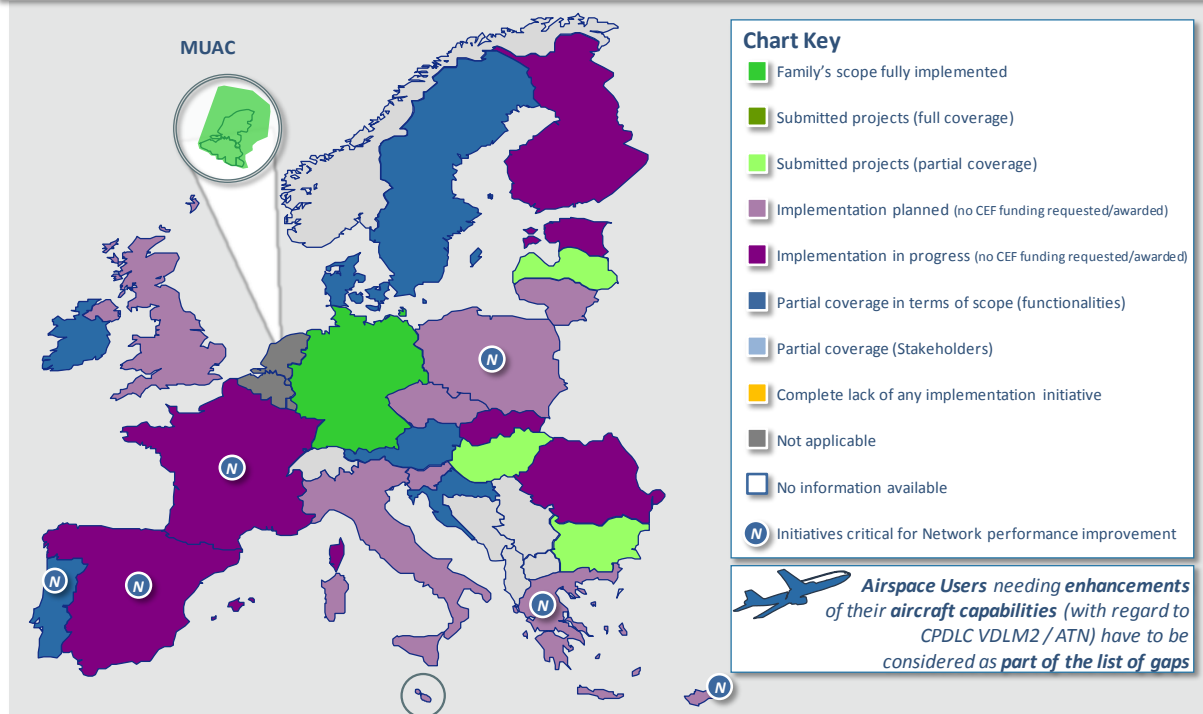 MUAC
N
N
N
N
N
N
Chart Key
Family's scope fully implemented
Submitted projects (full coverage)
Submitted projects (partial coverage)
Implementation planned (no CEF funding requested/awarded)
Implementation in progress (no CEF funding requested/awarded)
Partial coverage in terms of scope (functionalities)
Partial coverage (Stakeholders)
Complete lack of any implementation initiative
Not applicable
No information available
N Initiatives critical for Network performance improvement
Airspace Users needing enhancements
of their aircraft capabilities (with regard to
CPDLC VDLM2 / ATN) have to be
considered as part of the list of gaps